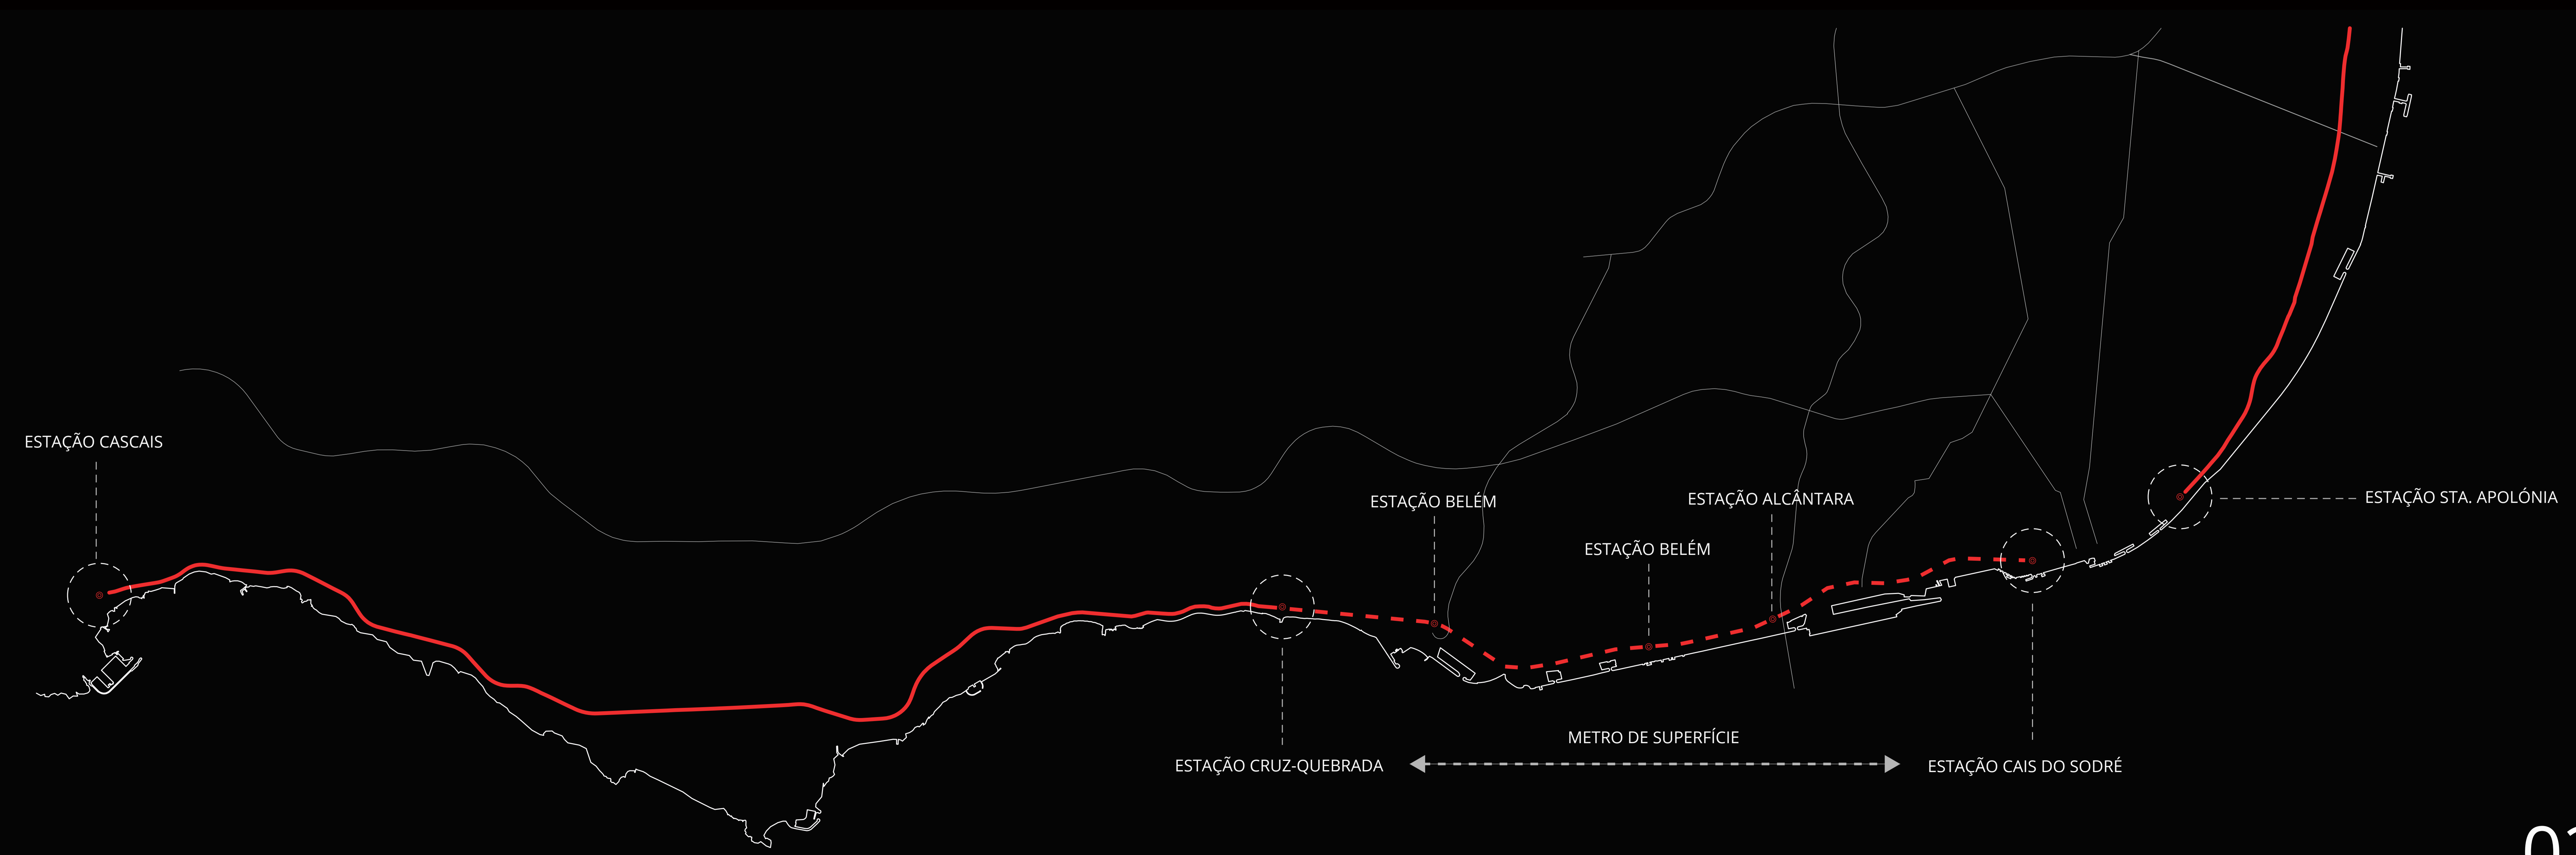 ESTAÇÃO CASCAIS
ESTAÇÃO BELÉM
ESTAÇÃO ALCÂNTARA
ESTAÇÃO STA. APOLÓNIA
ESTAÇÃO BELÉM
METRO DE SUPERFÍCIE
ESTAÇÃO CRUZ-QUEBRADA
ESTAÇÃO CAIS DO SODRÉ